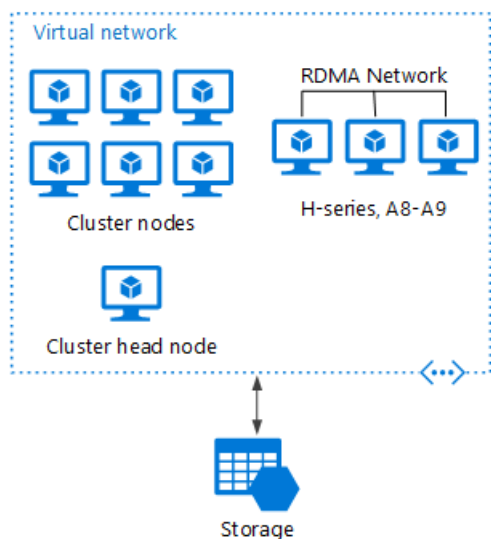 Virtual network
RDMA Network
Cluster nodes
H-series, A8-A9
Cluster head node
Storage